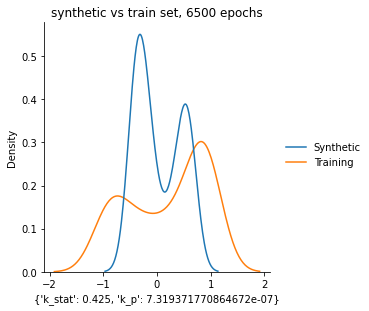 synthetic vs train set, 6500 epochs
0.5
0.4
0.3
0.2
0.1
0.0
Density
−2
−1
0
1
2
{'k_stat': 0.425, 'k_p': 7.319371770864672e-07}
Synthetic
Training